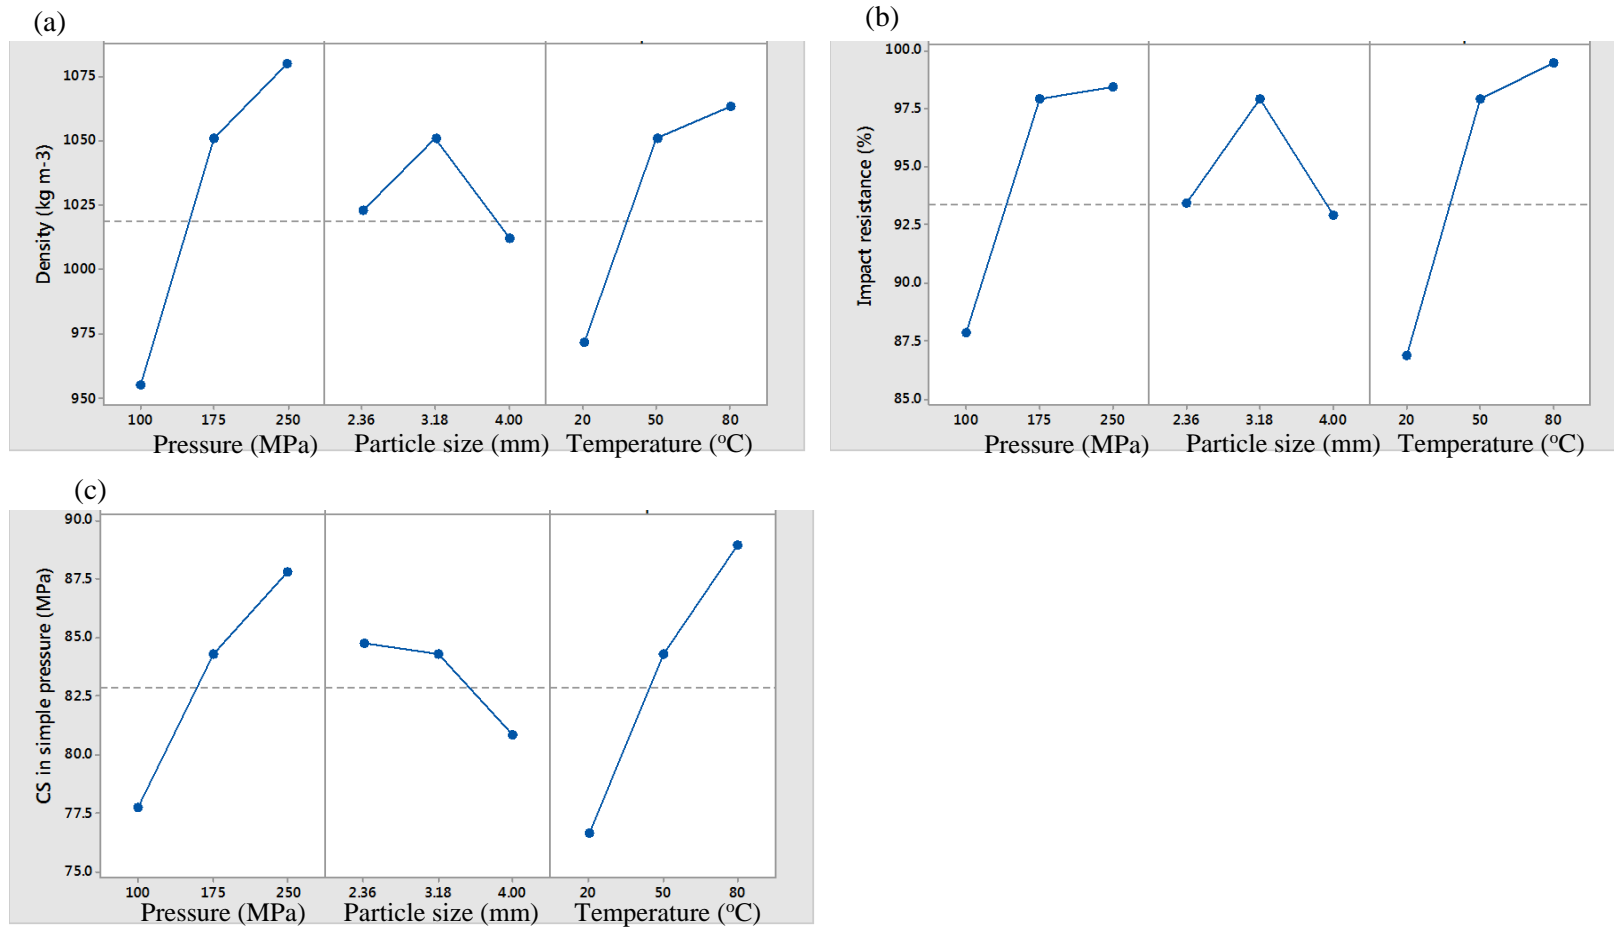 (a)
Density (kg m-3)
1075
1050
1025
1000
975
950
100 175 250 2.36 3.18 4.00 20 50 80
Pressure (MPa) Particle size (mm) Temperature (°C)
(b)
Impact resistance (%)
100.0
97.5
95.0
92.5
90.0
87.5
85.0
100 175 250 2.36 3.18 4.00 20 50 80
Pressure (MPa) Particle size (mm) Temperature (°C)
(c)
CS in simple pressure (MPa)
90.0
87.5
85.0
82.5
80.0
77.5
75.0
100 175 250 2.36 3.18 4.00 20 50 80
Pressure (MPa) Particle size (mm) Temperature (°C)